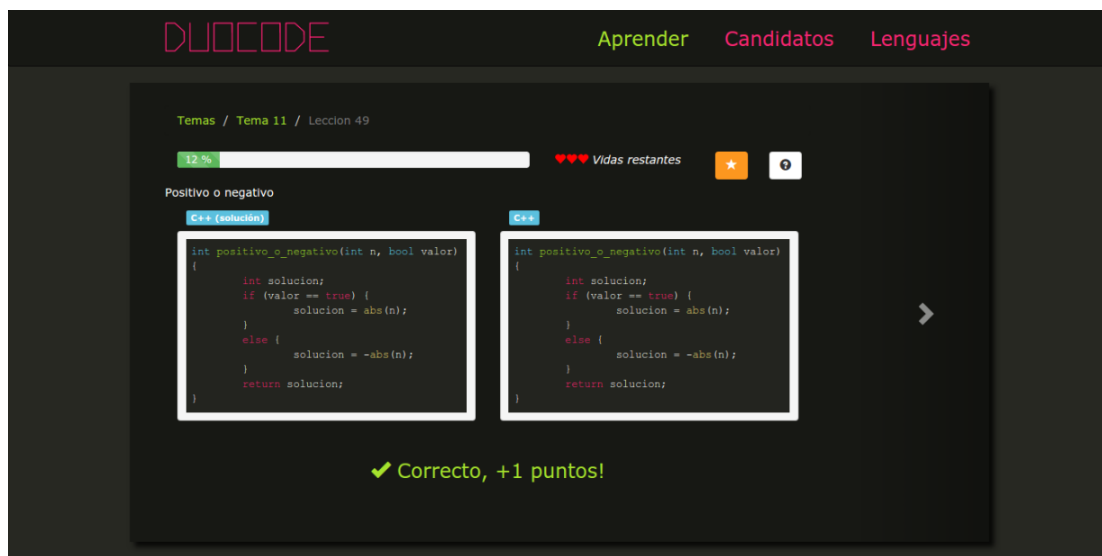 DUOCODE
Aprender Candidatos Lenguajes
Temas / Tema 11 / Leccion 49
12 %
Vidas restantes
Positivo o negativo
C++ (solución)
int positivo_o_negativo(int n, bool valor)
{
int solucion;
if (valor == true) {
solucion = abs(n);
}
else {
solucion = -abs(n);
}
return solucion;
}
C++
int positivo_o_negativo(int n, bool valor)
{
int solucion;
if (valor == true) {
solucion = abs(n);
}
else {
solucion = -abs(n);
}
return solucion;
}
Correcto, +1 puntos!